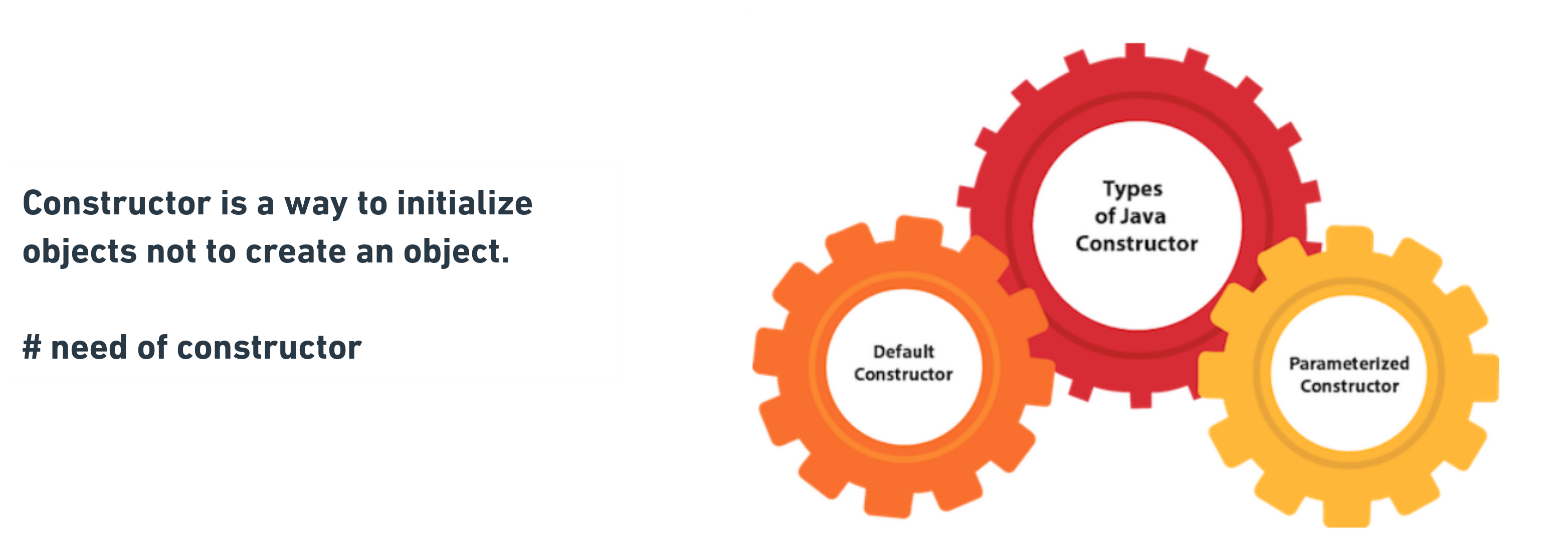 Constructor is a way to initialize
objects not to create an object.
# need of constructor
Types
of Java
Constructor
Default
Constructor
Parameterized
Constructor